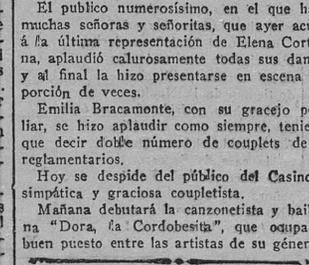 El publico numerosísimo, en el que ha
muchas señoras y señoritas, que ayer acu
á la última representación de Elena Cort
na, aplaudió calurosamente todas sus dan
y al final la hizo presentarse en escena
porción de veces.
Emilia Bracamonte, con su gracejo p
liar, se hizo aplaudir como siempre, tenie
que decir doble número de couplets de
reglamentarios.
Hoy se despide del público del Casino
simpática y graciosa coupletista.
Mañana debutará la canzonetista y bail
na "Dora, la Cordobesita", que ocupa
buen puesto entre las artistas de su géner